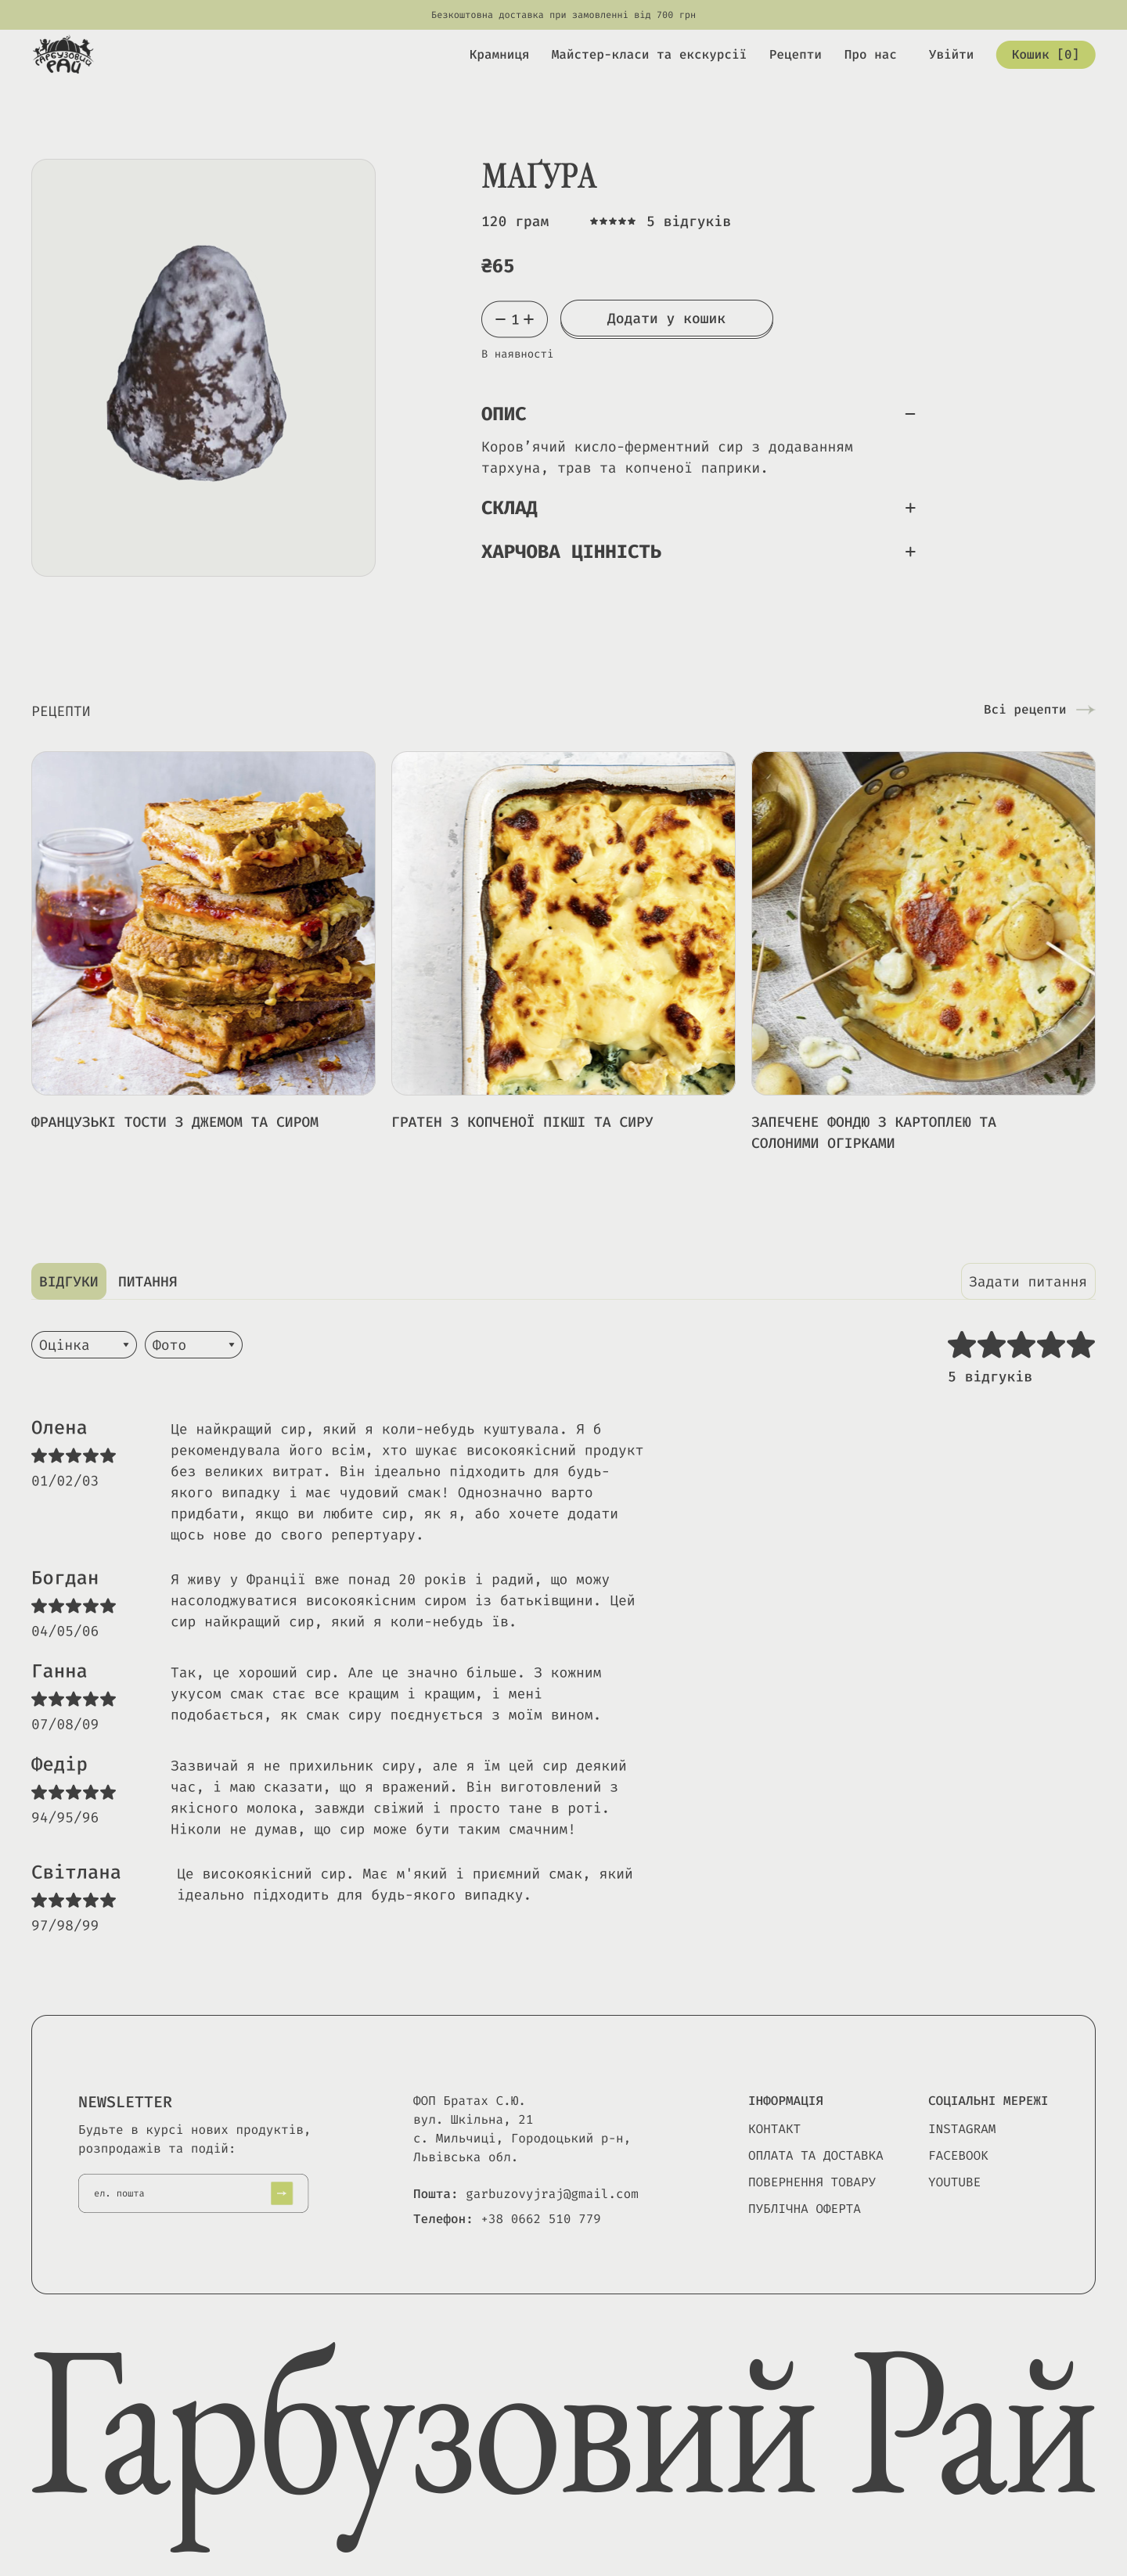 Безкоштовна доставка при замовленні від 700 грн
ГАРБУЗОВИЙ
РАЙ
Крамниця
Майстер-класи та екскурсії
Рецепти
Про нас
Увійти
Кошик [0]
МАҐУРА
120 грам
5 відгуків
₴65
1
Додати у кошик
В наявності
ОПИС
Коров’ячий кисло-ферментний сир з додаванням
тархуна, трав та копченої паприки.
СКЛАД
ХАРЧОВА ЦІННІСТЬ
РЕЦЕПТИ
Всі рецепти
ФРАНЦУЗЬКІ ТОСТИ З ДЖЕМОМ ТА СИРОМ
ГРАТЕН З КОПЧЕНОЇ ПІКШІ ТА СИРУ
ЗАПЕЧЕНЕ ФОНДЮ З КАРТОПЛЕЮ ТА
СОЛОНИМИ ОГІРКАМИ
ВІДГУКИ
ПИТАННЯ
Задати питання
Оцінка
Фото
5 відгуків
Олена
01/02/03
Це найкращий сир, який я коли-небудь куштувала. Я б
рекомендувала його всім, хто шукає високоякісний продукт
без великих витрат. Він ідеально підходить для будь-
якого випадку і має чудовий смак! Однозначно варто
придбати, якщо ви любите сир, як я, або хочете додати
щось нове до свого репертуару.
Богдан
04/05/06
Я живу у Франції вже понад 20 років і радий, що можу
насолоджуватися високоякісним сиром із батьківщини. Цей
сир найкращий сир, який я коли-небудь їв.
Ганна
07/08/09
Так, це хороший сир. Але це значно більше. З кожним
укусом смак стає все кращим і кращим, і мені
подобається, як смак сиру поєднується з моїм вином.
Федір
94/95/96
Зазвичай я не прихильник сиру, але я їм цей сир деякий
час, і маю сказати, що я вражений. Він виготовлений з
якісного молока, завжди свіжий і просто тане в роті.
Ніколи не думав, що сир може бути таким смачним!
Світлана
97/98/99
Це високоякісний сир. Має м'який і приємний смак, який
ідеально підходить для будь-якого випадку.
NEWSLETTER
Будьте в курсі нових продуктів,
розпродажів та подій:
ел. пошта
ФОП Братах С.Ю.
вул. Шкільна, 21
с. Мильчиці, Городоцький р-н,
Львівська обл.
Пошта: garbuzovyjraj@gmail.com
Телефон: +38 0662 510 779
ІНФОРМАЦІЯ
КОНТАКТ
ОПЛАТА ТА ДОСТАВКА
ПОВЕРНЕННЯ ТОВАРУ
ПУБЛІЧНА ОФЕРТА
СОЦІАЛЬНІ МЕРЕЖІ
INSTAGRAM
FACEBOOK
YOUTUBE
Гарбузовий Рай